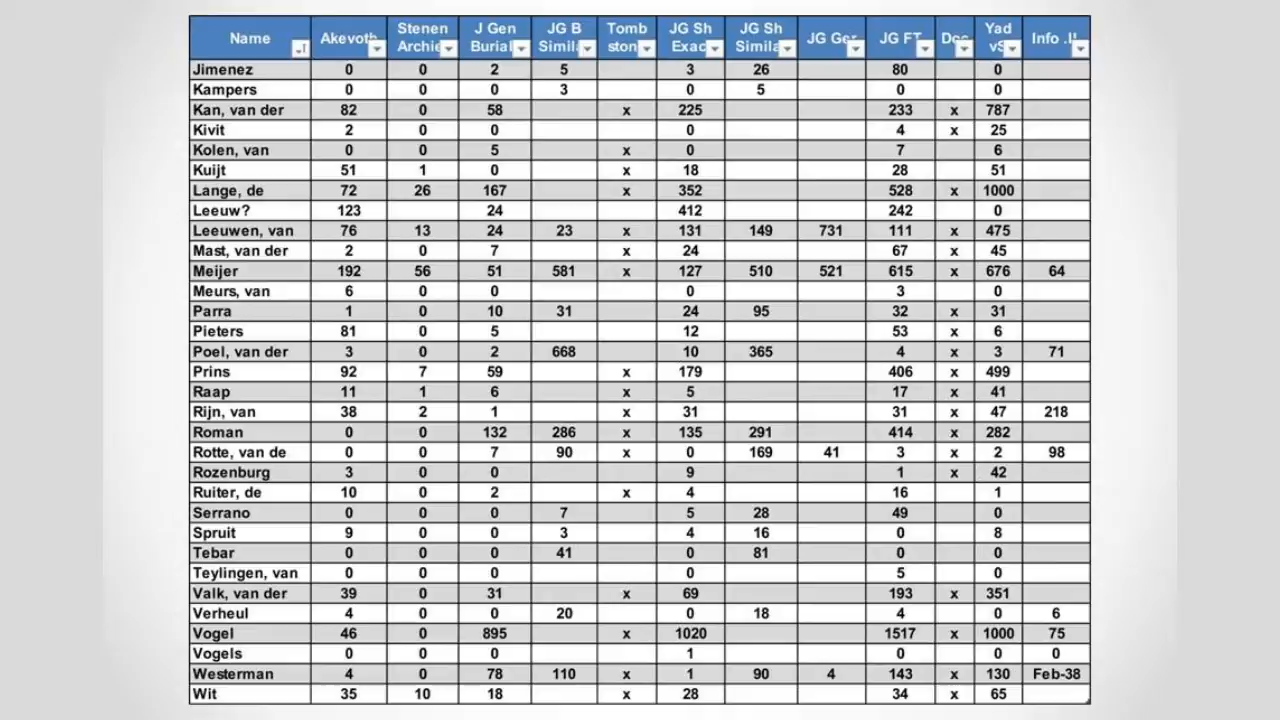 Name Akevoth Stenen Archie J Gen Burial JG B Simila Tomb ston JG Sh Exac JG Sh Simila JG Ger JG FT Doc Yad vS Info
Jimenez 0 0 2 5 3 26 80 0
Kampers 0 0 0 3 0 5 0 0
Kan, van der 82 0 58 x 225 233 x 787
Kivit 2 0 0 0 4 x 25
Kolen, van 0 0 5 x 0 7 6
Kuijt 51 1 0 x 18 28 51
Lange, de 72 26 167 x 352 528 x 1000
Leeuw? 123 24 412 242 0
Leeuwen, van 76 13 24 23 x 131 149 731 111 x 475
Mast, van der 2 0 7 x 24 67 x 45
Meijer 192 56 51 581 x 127 510 521 615 x 676 64
Meurs, van 6 0 0 0 3 0
Parra 1 0 10 31 24 95 32 x 31
Pieters 81 0 5 12 53 x 6
Poel, van der 3 0 2 668 10 365 4 x 3 71
Prins 92 7 59 x 179 406 x 499
Raap 11 1 6 x 5 17 x 41
Rijn, van 38 2 1 x 31 31 x 47 218
Roman 0 0 132 286 x 135 291 414 x 282
Rotte, van de 0 0 7 90 x 0 169 41 3 x 2 98
Rozenburg 3 0 0 9 1 x 42
Ruiter, de 10 0 2 x 4 16 1
Serrano 0 0 0 7 5 28 49 0
Spruit 9 0 0 3 4 16 0 8
Tebar 0 0 0 41 0 81 0 0
Teylingen, van 0 0 0 0 5 0
Valk, van der 39 0 31 x 69 193 x 351
Verheul 4 0 0 20 0 18 4 0 6
Vogel 46 0 895 x 1020 1517 x 1000 75
Vogels 0 0 0 1 0 0 0
Westerman 4 0 78 110 x 1 90 4 143 x 130 Feb-38
Wit 35 10 18 x 28 34 x 65